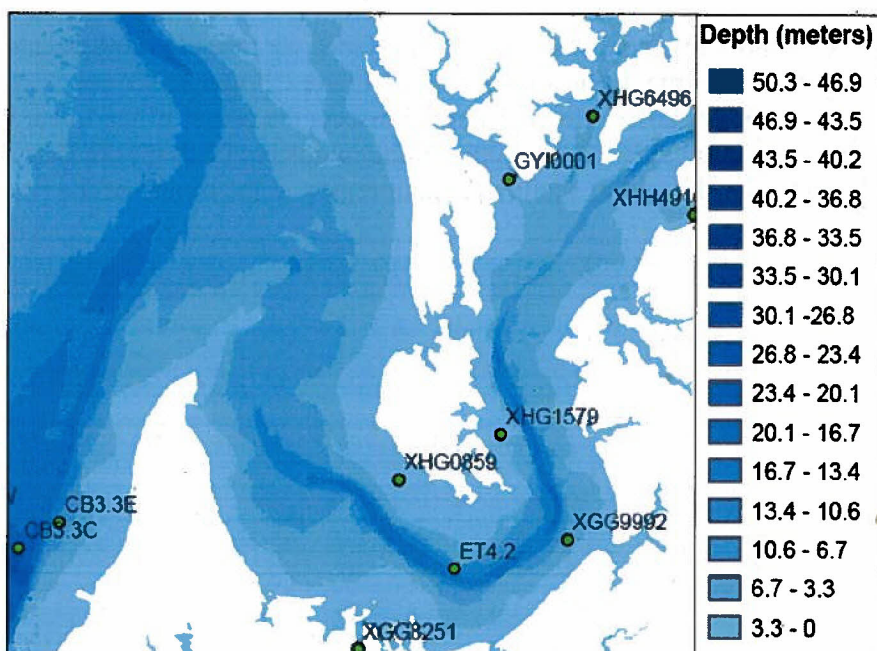 XHG6496
GYI0001
XHH491
XHG1579
XHG0859
CB3.3E
CB3.3C
XGG9992
ET4.2
XGG8251
Depth (meters)
50.3 - 46.9
46.9 - 43.5
43.5 - 40.2
40.2 - 36.8
36.8 - 33.5
33.5 - 30.1
30.1 -26.8
26.8 - 23.4
23.4 - 20.1
20.1 - 16.7
16.7 - 13.4
13.4 - 10.6
10.6 - 6.7
6.7 - 3.3
3.3 - 0